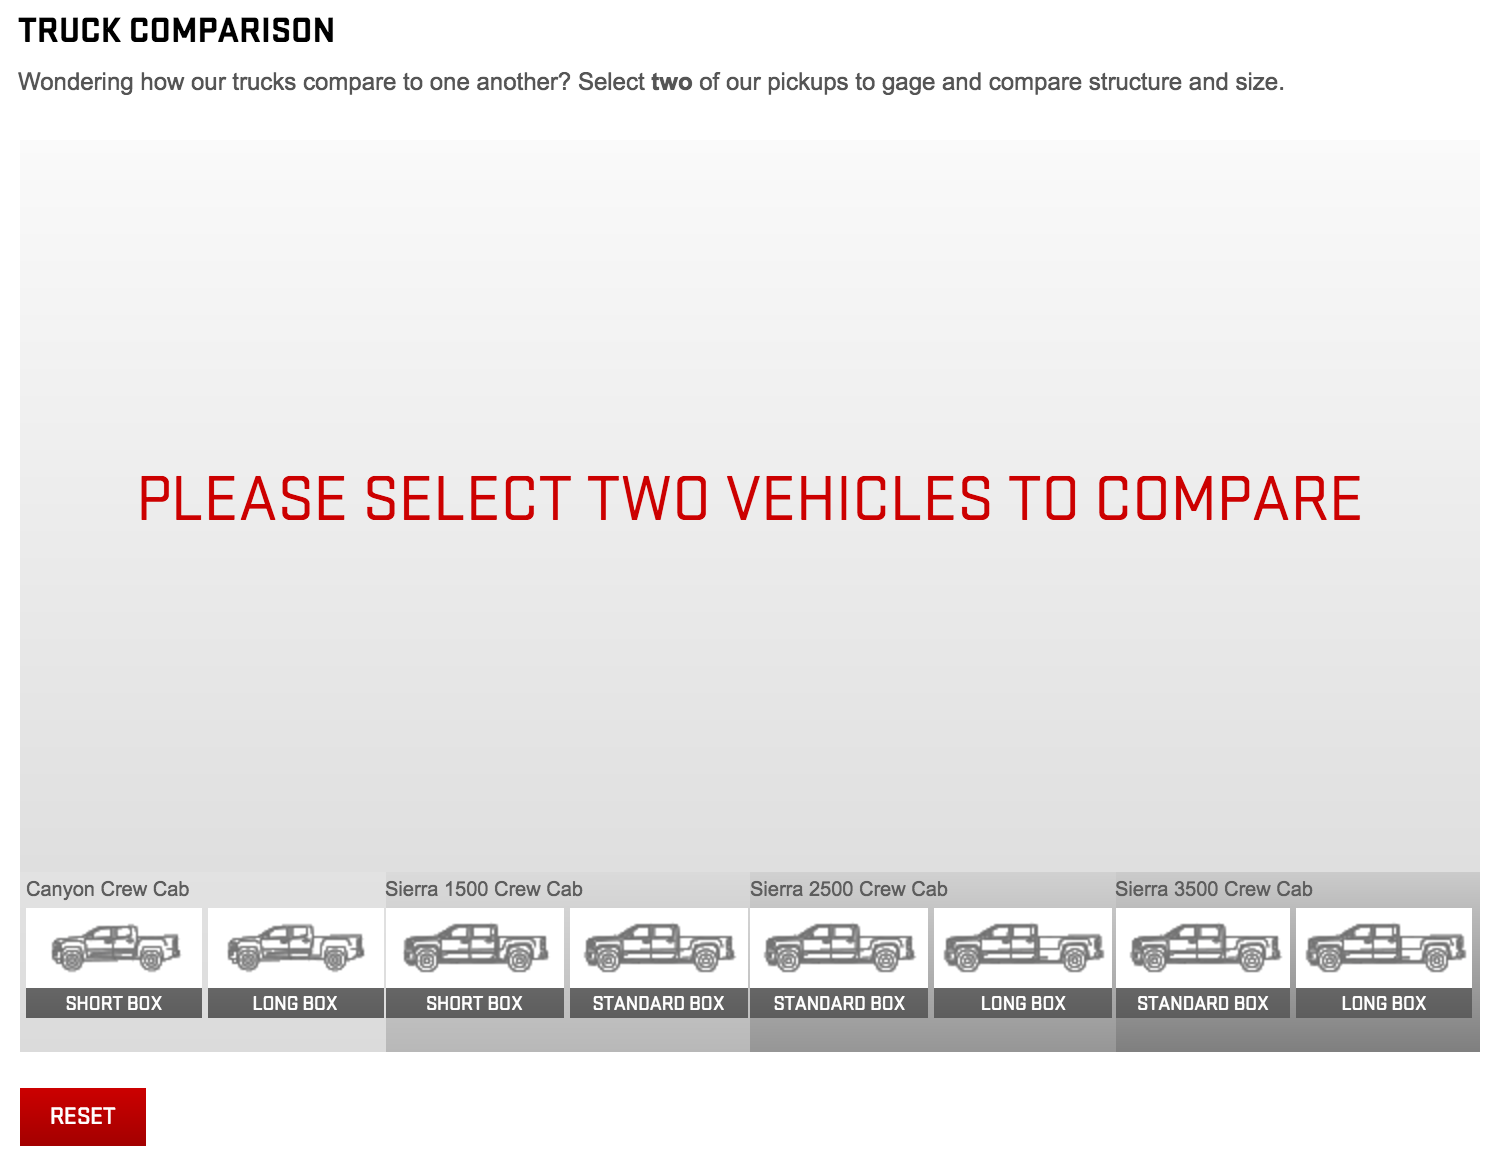 TRUCK COMPARISON
Wondering how our trucks compare to one another? Select two of our pickups to gage and compare structure and size.
PLEASE SELECT TWO VEHICLES TO COMPARE
Canyon Crew Cab Sierra 1500 Crew Cab Sierra 2500 Crew Cab Sierra 3500 Crew Cab
SHORT BOX LONG BOX SHORT BOX STANDARD BOX STANDARD BOX LONG BOX STANDARD BOX LONG BOX
RESET